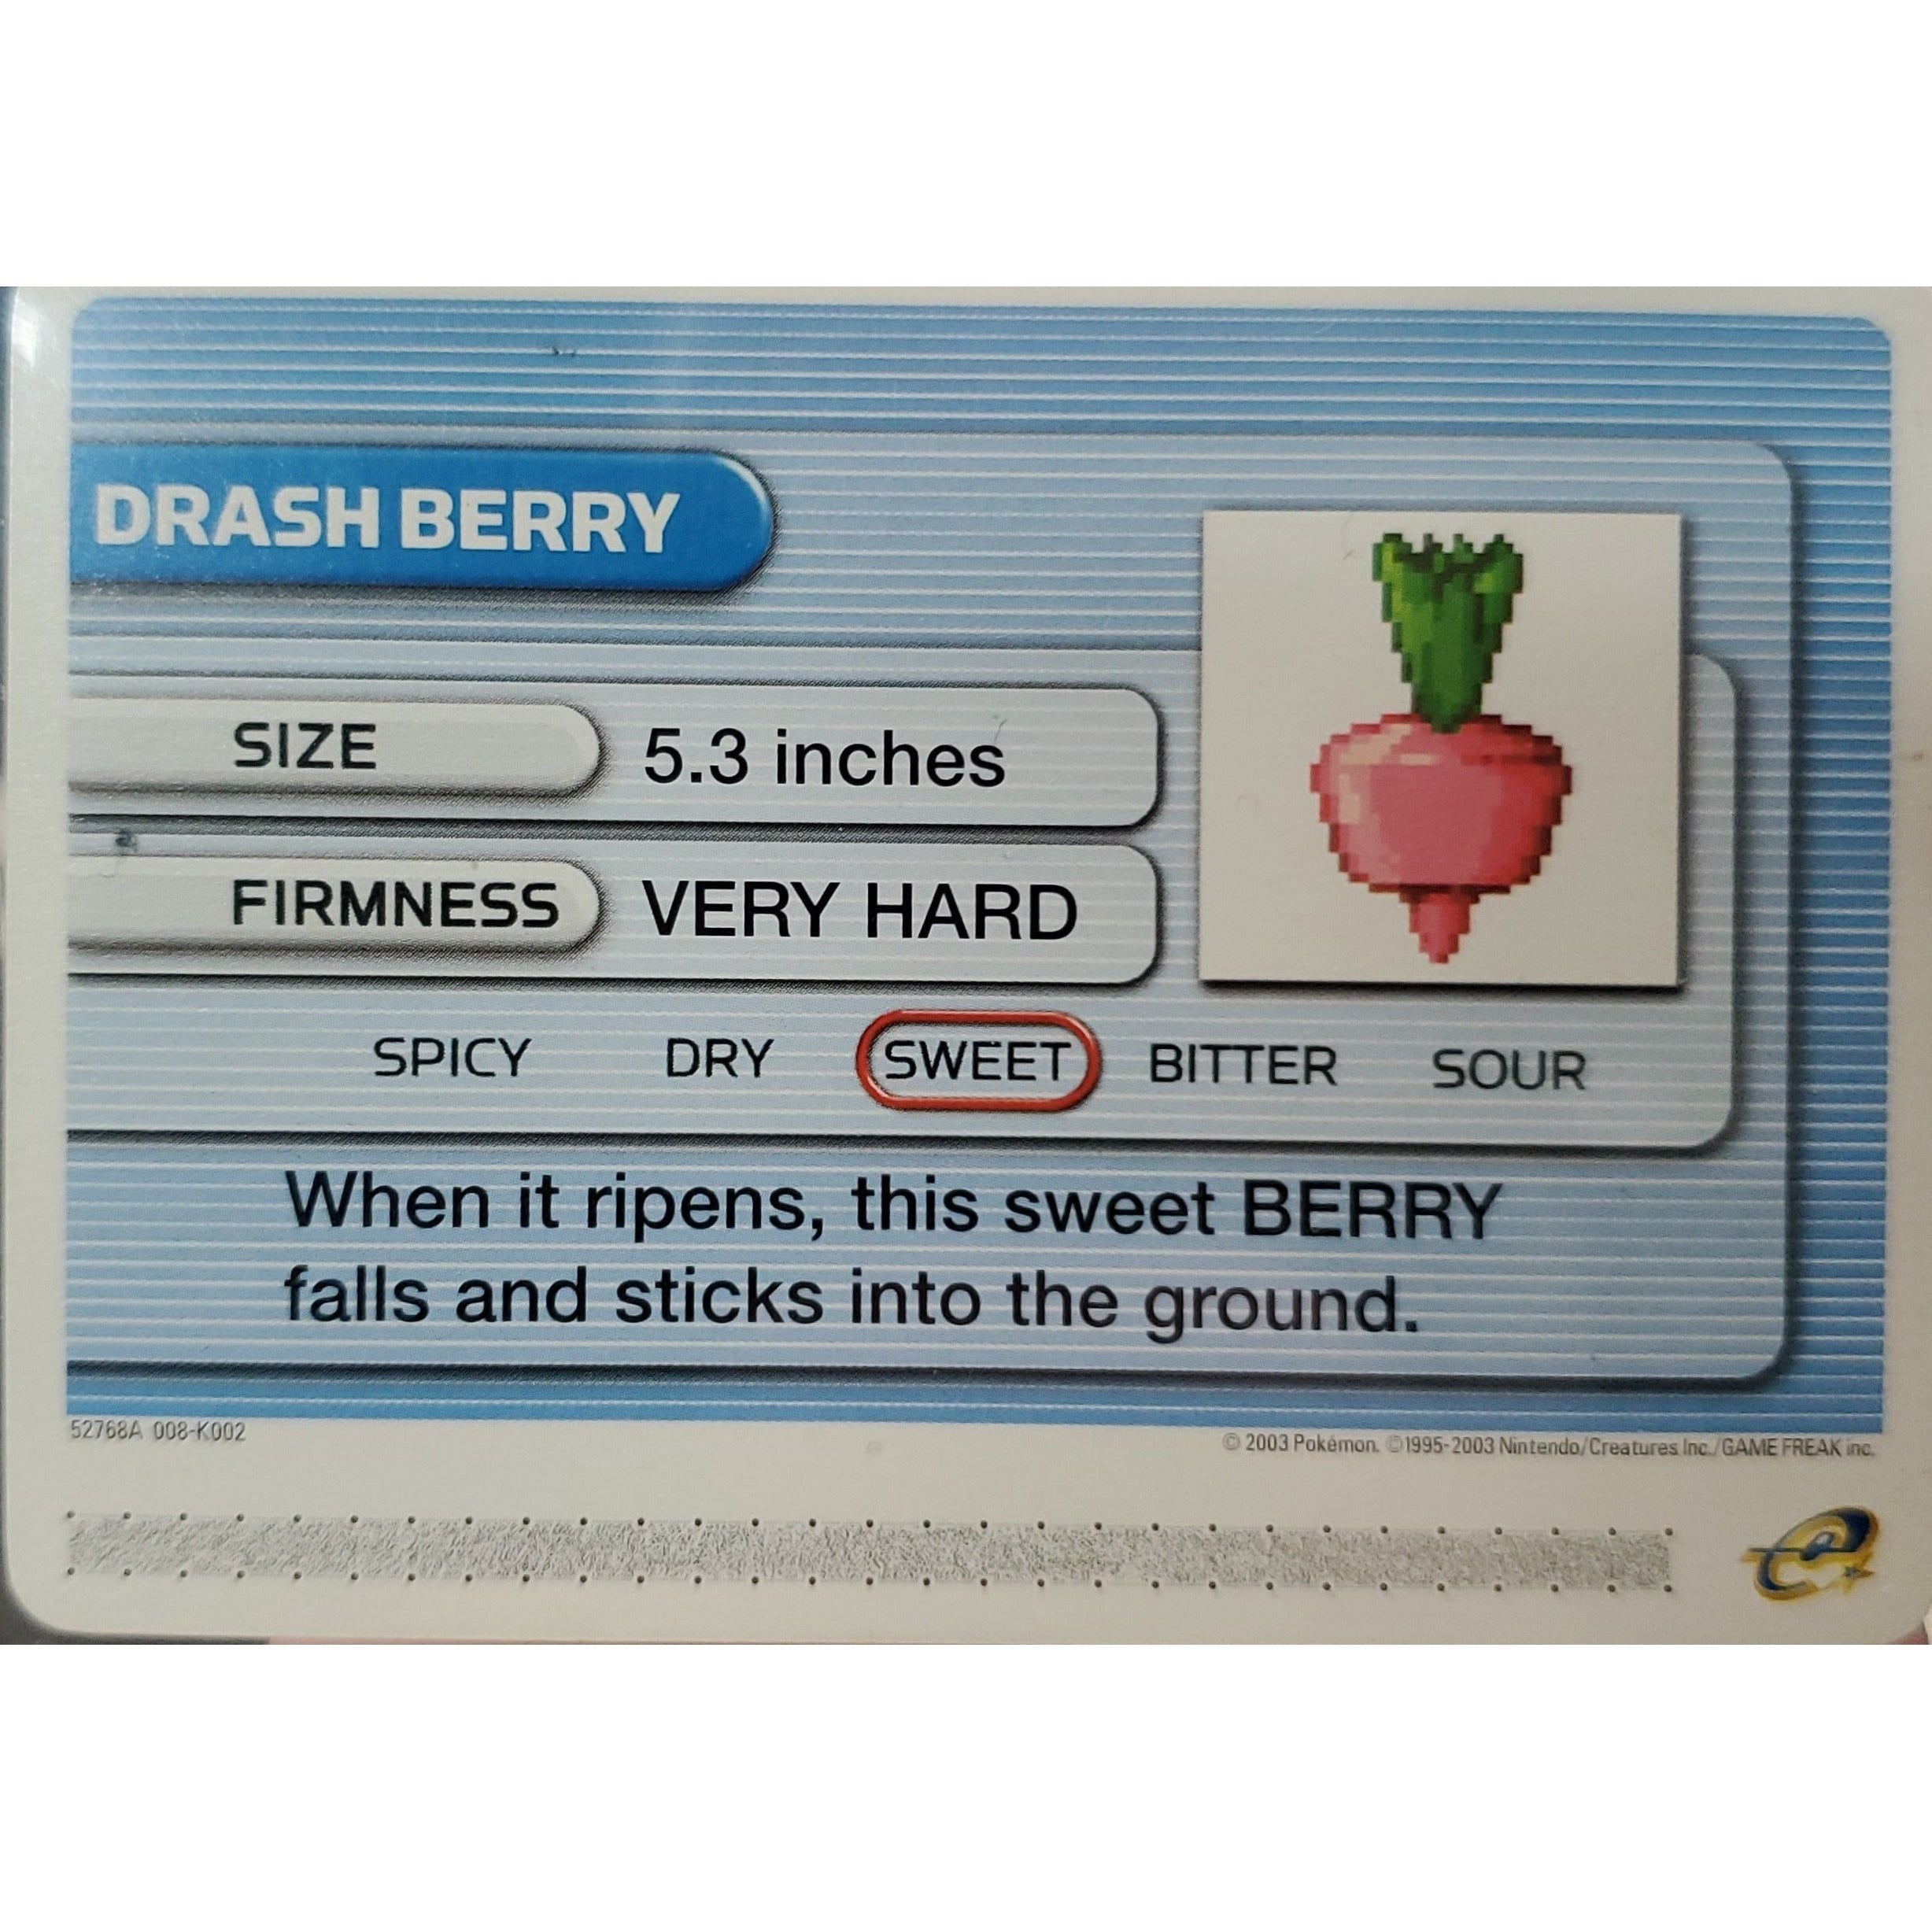 DRASH BERRY
SIZE 5.3 inches
FIRMNESS VERY HARD
SPICY DRY SWEET BITTER SOUR
When it ripens, this sweet BERRY
falls and sticks into the ground.
52768A 008-K002
© 2003 Pokémon. ©1995-2003 Nintendo/Creatures Inc./GAME FREAK inc.
e